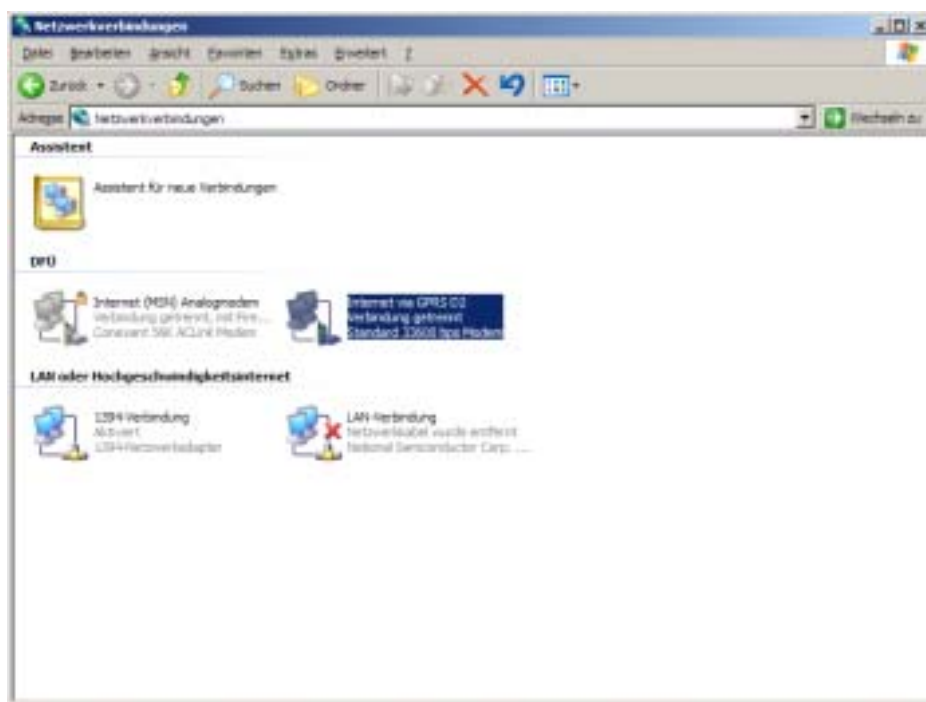 Netzwerkverbindungen
Datei Bearbeiten Ansicht Favoriten Extras Erweitert ?
Zurück Suchen Ordner
Adresse Netzwerkverbindungen Wechseln zu
Assistent
Assistent für neue Verbindungen
DFÜ
Internet (MSN) Analogmodem
Verbindung getrennt, mit Fire...
Conexant 56K ACLink Modem
Internet via GPRS D2
Verbindung getrennt
Standard 33600 bps Modem
LAN oder Hochgeschwindigkeitsinternet
1394-Verbindung
Aktiviert
1394-Netzwerkadapter
LAN-Verbindung
Netzwerkkabel wurde entfernt
National Semiconductor Corp. ...